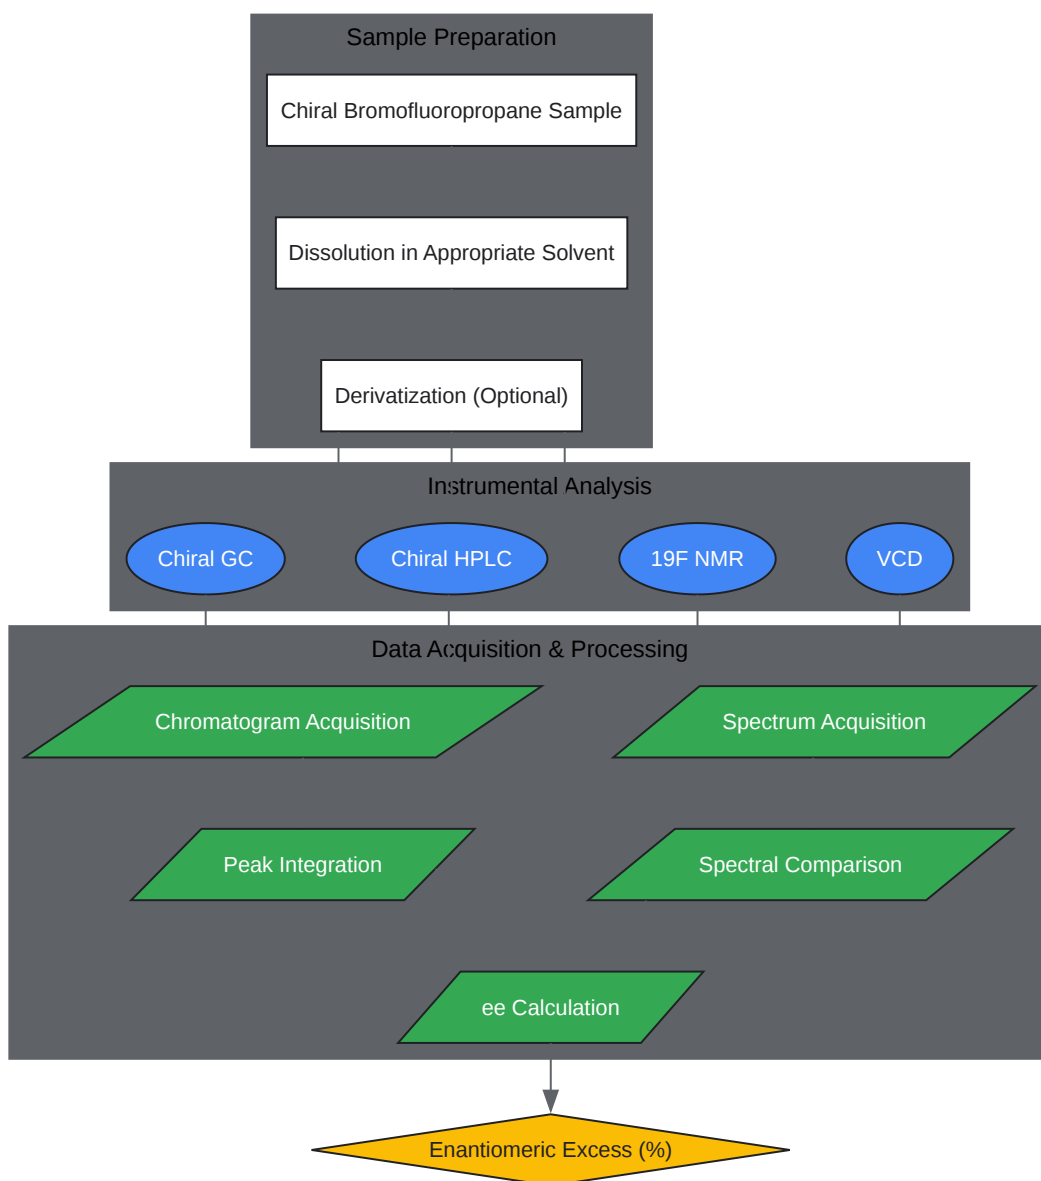 Sample Preparation
Chiral Bromofluoropropane Sample
Dissolution in Appropriate Solvent
Derivatization (Optional)
Instrumental Analysis
Chiral GC
Chiral HPLC
19F NMR
VCD
Data Acquisition & Processing
Chromatogram Acquisition
Spectrum Acquisition
Peak Integration
Spectral Comparison
ee Calculation
Enantiomeric Excess (%)